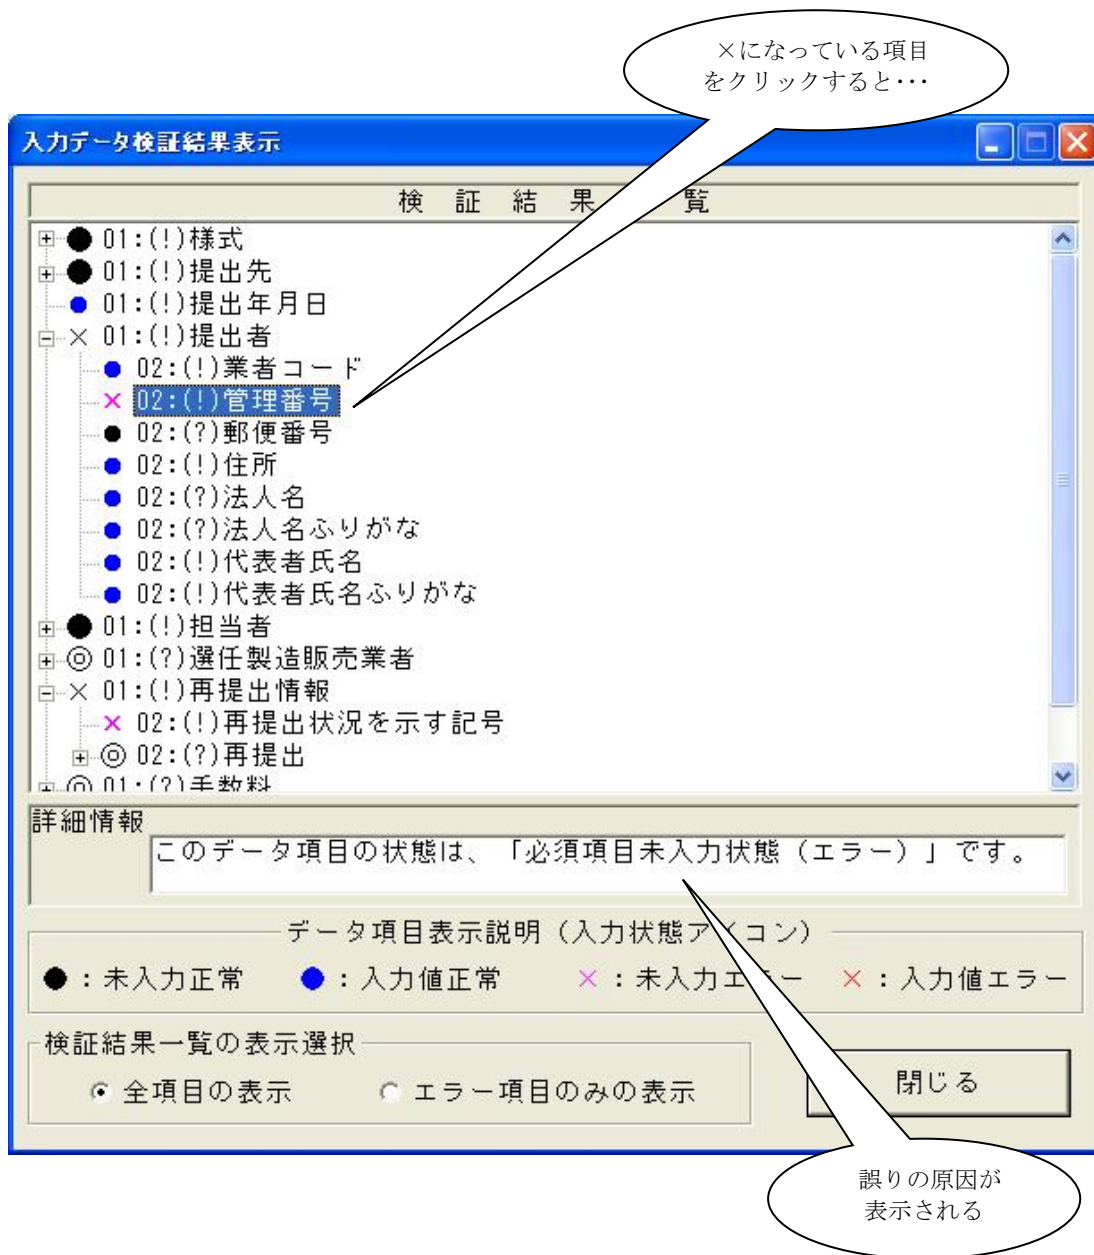 ×になっている項目
をクリックすると･･･
入力データ検証結果表示
検 証 結 果 覧
01:(!)様式
01:(!)提出先
01:(!)提出年月日
× 01:(!)提出者
02:(!)業者コード
× 02:(!)管理番号
02:(?)郵便番号
02:(!)住所
02:(?)法人名
02:(?)法人名ふりがな
02:(!)代表者氏名
02:(!)代表者氏名ふりがな
01:(!)担当者
◎ 01:(?)選任製造販売業者
× 01:(!)再提出情報
× 02:(!)再提出状況を示す記号
◎ 02:(?)再提出
◎ 01:(?)手数料
詳細情報
このデータ項目の状態は、「必須項目未入力状態（エラー）」です。
データ項目表示説明（入力状態アイコン）
●：未入力正常 ●：入力値正常 ×：未入力エラー ×：入力値エラー
検証結果一覧の表示選択
全項目の表示 エラー項目のみの表示
閉じる
誤りの原因が
表示される